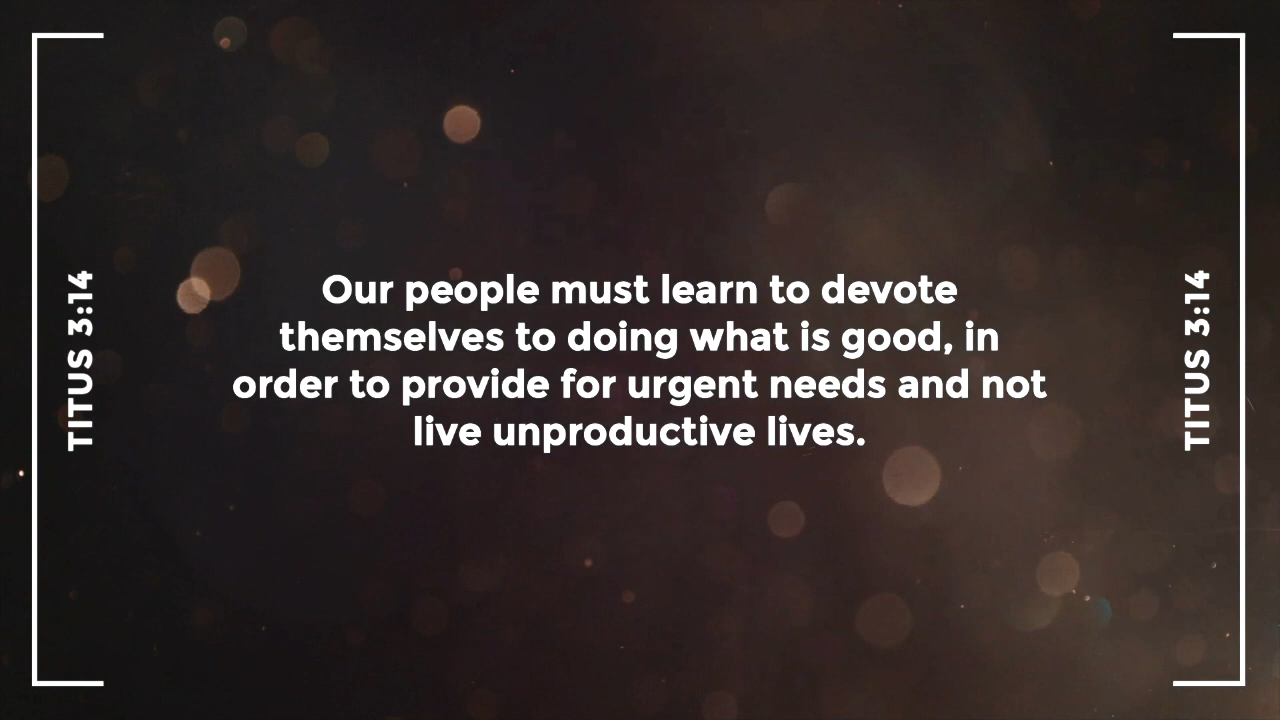 TITUS 3:14
Our people must learn to devote
themselves to doing what is good, in
order to provide for urgent needs and not
live unproductive lives.
TITUS 3:14